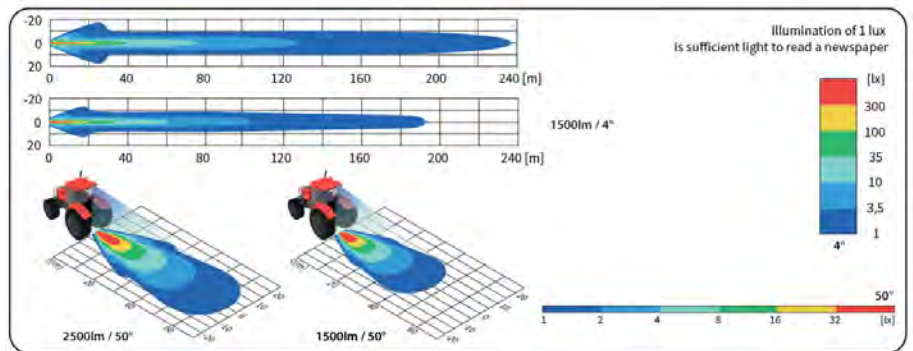 -20
0
20
0 40 80 120 160 200 240 [m]
Illumination of 1 lux
is sufficient light to read a newspaper
-20
0
20
0 40 80 120 160 200 240 [m]
1500lm / 4°
[lx]
300
100
35
10
3,5
1
4°
2500lm / 50°
1500lm / 50°
50°
1 2 4 8 16 32 [lx]